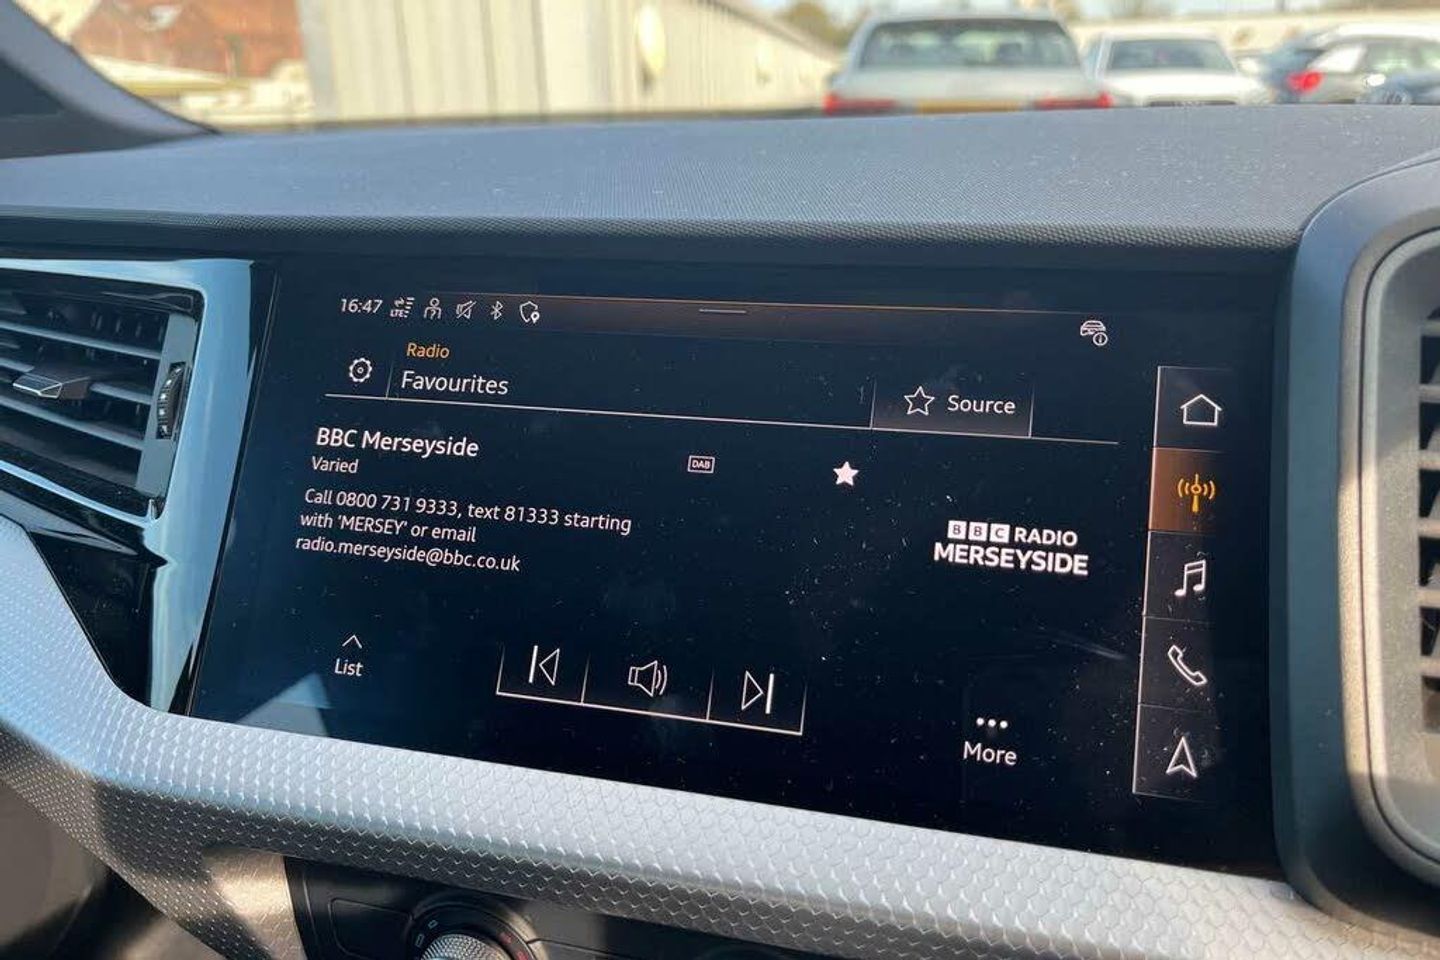 16:47 LTE
Radio
Favourites
Source
BBC Merseyside
DAB
Varied
Call 0800 731 9333, text 81333 starting
with 'MERSEY' or email
radio.merseyside@bbc.co.uk
BBC RADIO
MERSEYSIDE
List
More